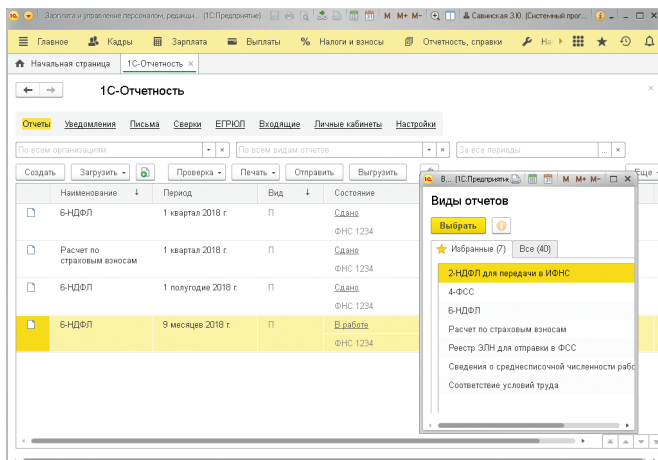 Зарплата и управление персоналом, редакци... (1С:Предприятие)
M M+ M-
Савинская З.Ю. (Системный прог...
Главное Кадры Зарплата Выплаты % Налоги и взносы Отчетность, справки
Начальная страница 1С-Отчетность ×
1С-Отчетность
Отчеты Уведомления Письма Сверки ЕГРЮЛ Входящие Личные кабинеты Настройки
По всем организациям По всем видам отчетов За все периоды ...
Создать Загрузить Проверка Печать Отправить Выгрузить Еще
Наименование ↓ Период Вид ↓ Состояние
6-НДФЛ 1 квартал 2018 г. П Сдано
ФНС 1234
Расчет по страховым взносам 1 квартал 2018 г. П Сдано
ФНС 1234
6-НДФЛ 1 полугодие 2018 г. П Сдано
ФНС 1234
6-НДФЛ 9 месяцев 2018 г. П В работе
ФНС 1234
В... (1С:Предприятие) M M+ M-
Виды отчетов
Выбрать
Избранные (7) Все (40)
2-НДФЛ для передачи в ИФНС
4-ФСС
6-НДФЛ
Расчет по страховым взносам
Реестр ЭЛН для отправки в ФСС
Сведения о среднесписочной численности рабо
Соответствие условий труда